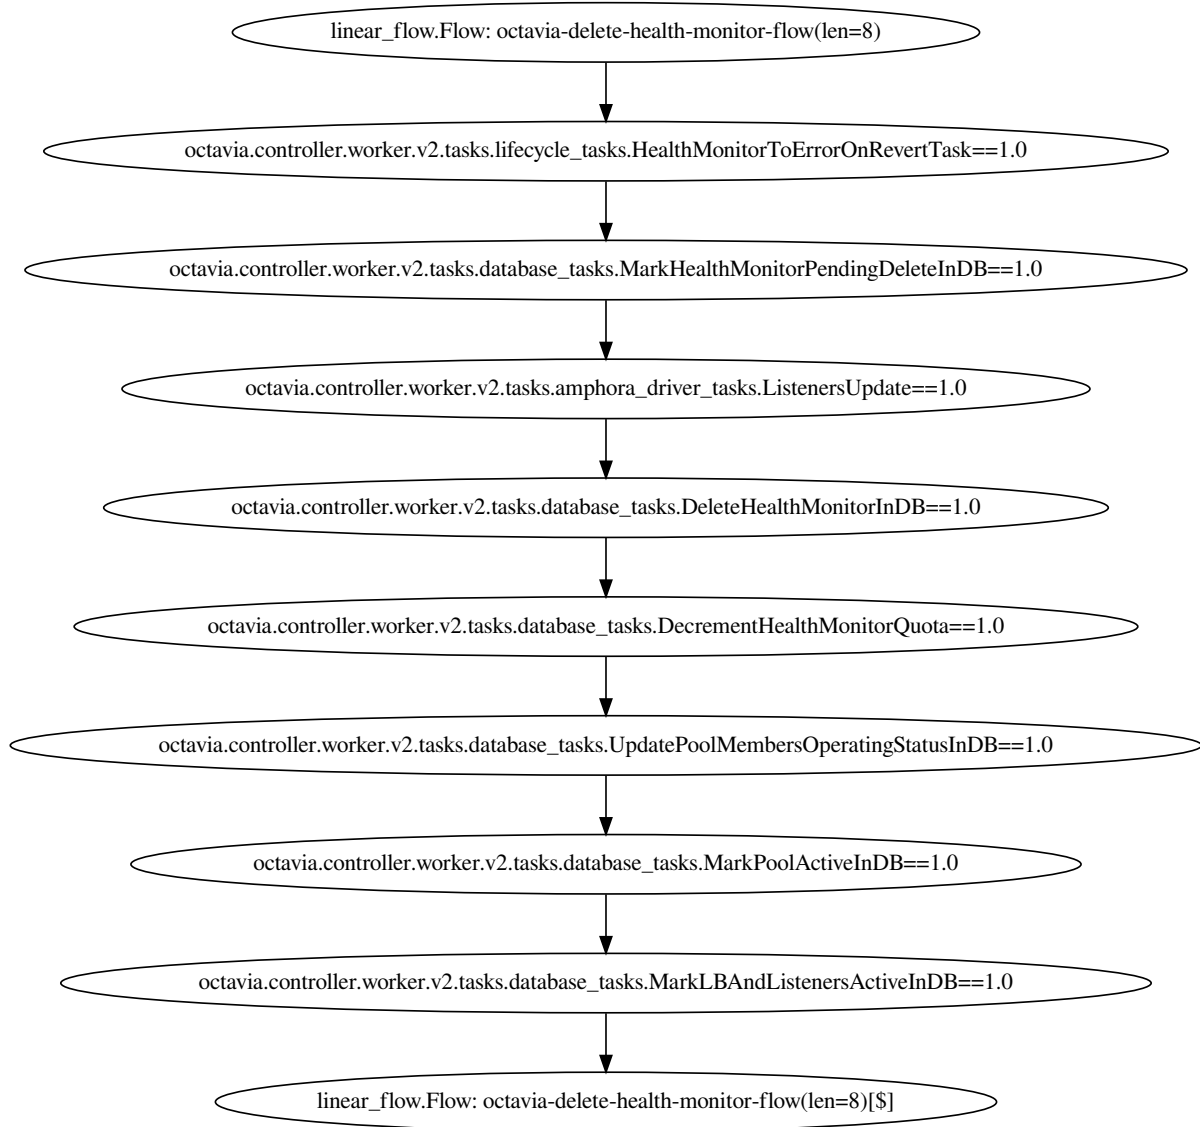 linear_flow.Flow: octavia-delete-health-monitor-flow(len=8)
octavia.controller.worker.v2.tasks.lifecycle_tasks.HealthMonitorToErrorOnRevertTask==1.0
octavia.controller.worker.v2.tasks.database_tasks.MarkHealthMonitorPendingDeleteInDB==1.0
octavia.controller.worker.v2.tasks.amphora_driver_tasks.ListenersUpdate==1.0
octavia.controller.worker.v2.tasks.database_tasks.DeleteHealthMonitorInDB==1.0
octavia.controller.worker.v2.tasks.database_tasks.DecrementHealthMonitorQuota==1.0
octavia.controller.worker.v2.tasks.database_tasks.UpdatePoolMembersOperatingStatusInDB==1.0
octavia.controller.worker.v2.tasks.database_tasks.MarkPoolActiveInDB==1.0
octavia.controller.worker.v2.tasks.database_tasks.MarkLBAndListenersActiveInDB==1.0
linear_flow.Flow: octavia-delete-health-monitor-flow(len=8)[$]